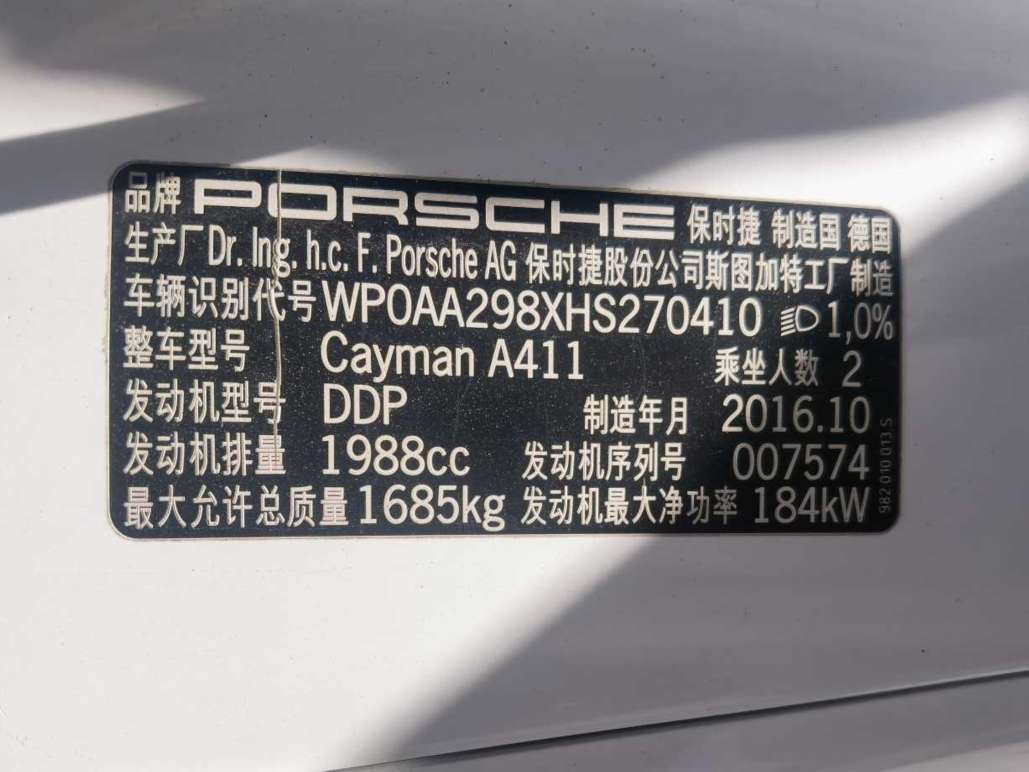 品牌 PORSCHE 保时捷 制造国 德国
生产厂 Dr. Ing. h.c. F. Porsche AG 保时捷股份公司斯图加特工厂制造
车辆识别代号 WP0AA298XHS270410 1,0%
整车型号 Cayman A411 乘坐人数 2
发动机型号 DDP 制造年月 2016.10
发动机排量 1988cc 发动机序列号 007574
最大允许总质量 1685kg 发动机最大净功率 184kW
982 010 013 S